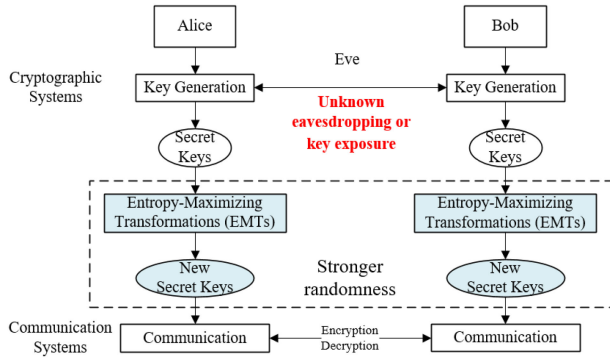 Alice
Bob
Cryptographic
Systems
Eve
Key Generation
Key Generation
Unknown
eavesdropping or
key exposure
Secret
Keys
Secret
Keys
Entropy-Maximizing
Transformations (EMTs)
Entropy-Maximizing
Transformations (EMTs)
New
Secret Keys
Stronger
randomness
New
Secret Keys
Communication
Systems
Communication
Encryption
Decryption
Communication